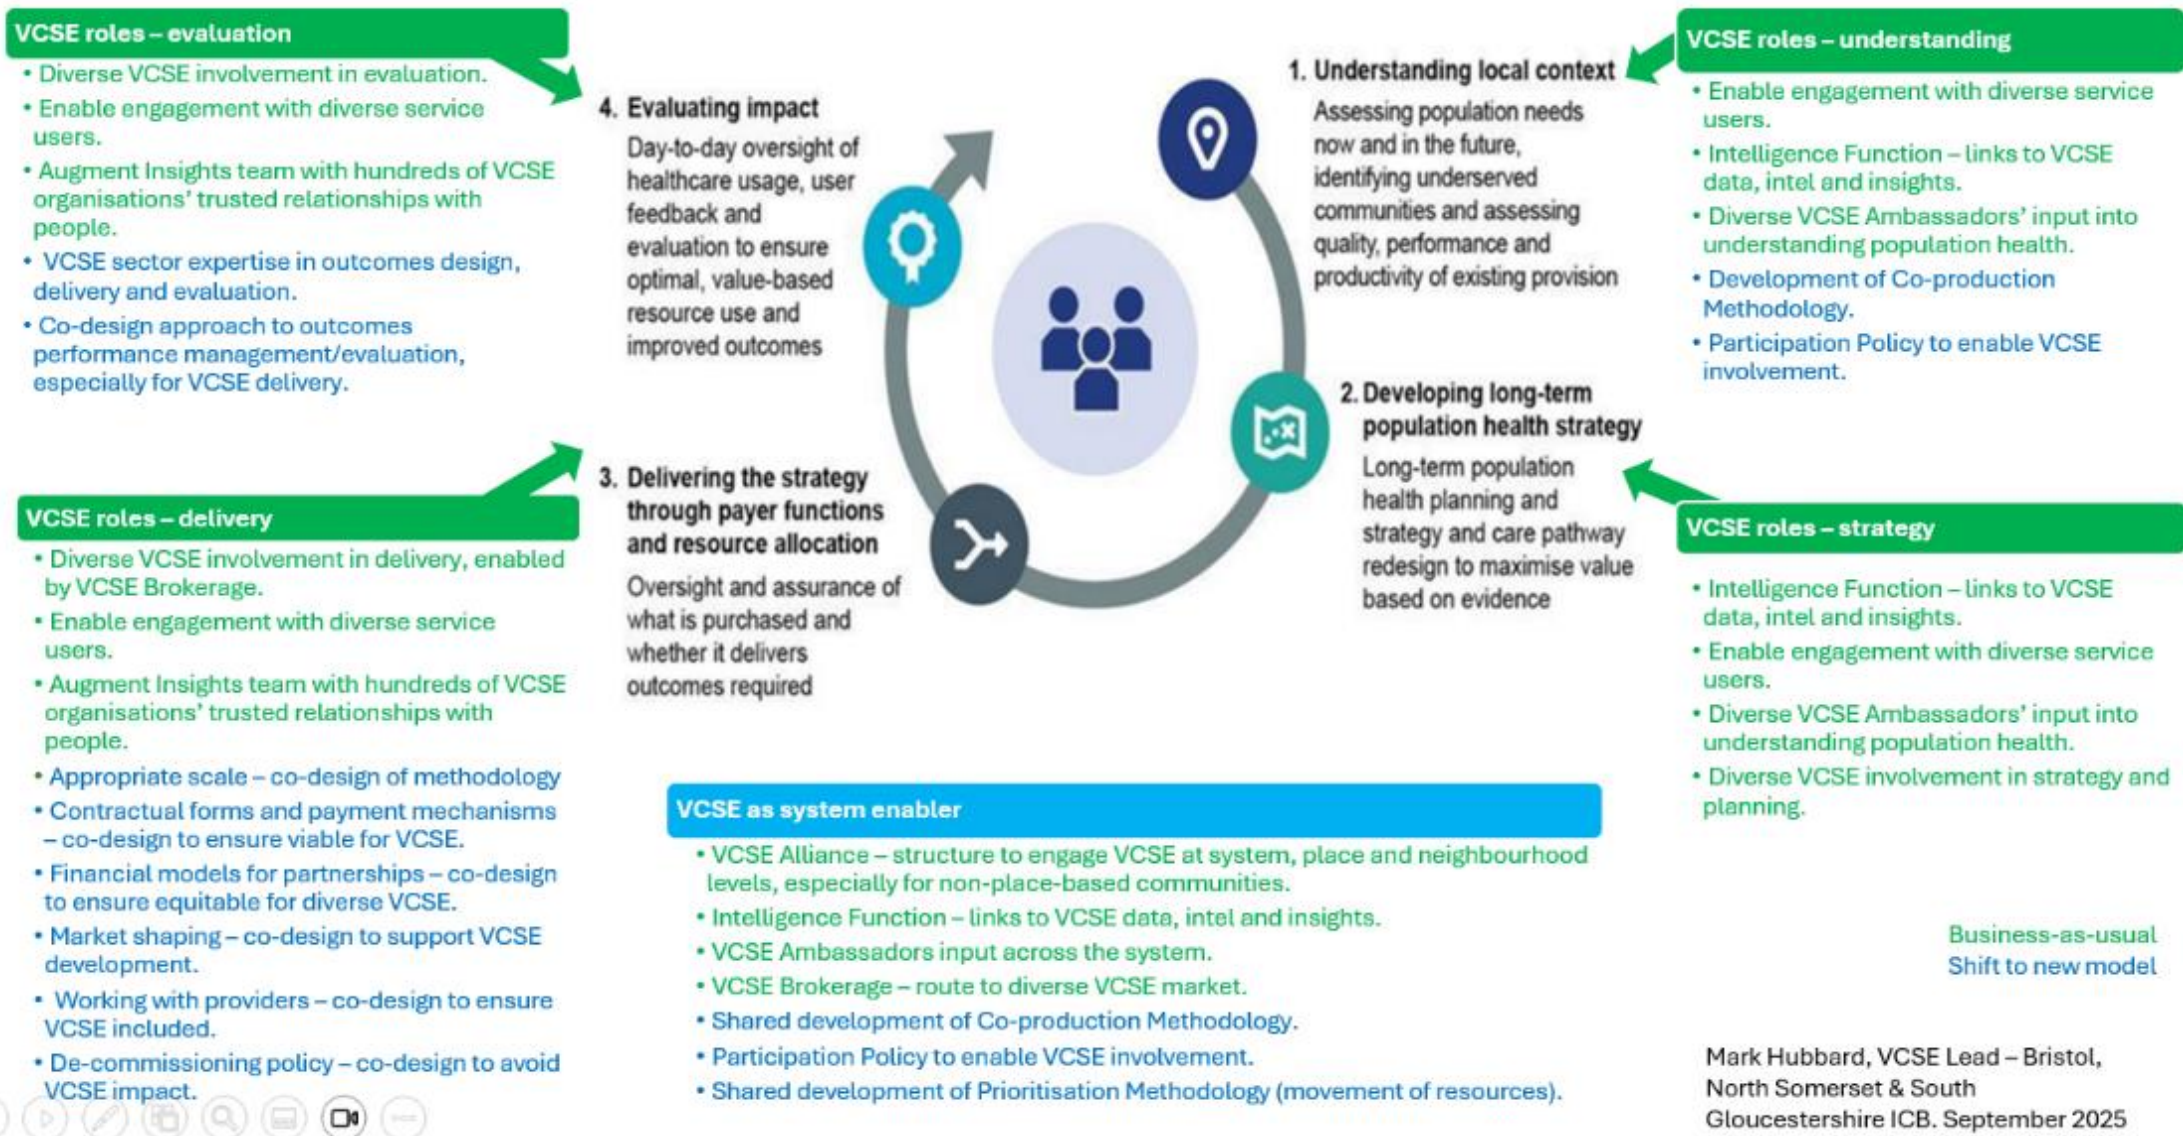 VCSE roles – evaluation
• Diverse VCSE involvement in evaluation.
• Enable engagement with diverse service
users.
• Augment Insights team with hundreds of VCSE
organisations' trusted relationships with
people.
• VCSE sector expertise in outcomes design,
delivery and evaluation.
• Co-design approach to outcomes
performance management/evaluation,
especially for VCSE delivery.
VCSE roles – delivery
• Diverse VCSE involvement in delivery, enabled
by VCSE Brokerage.
• Enable engagement with diverse service
users.
• Augment Insights team with hundreds of VCSE
organisations' trusted relationships with
people.
• Appropriate scale – co-design of methodology
• Contractual forms and payment mechanisms
– co-design to ensure viable for VCSE.
• Financial models for partnerships – co-design
to ensure equitable for diverse VCSE.
• Market shaping – co-design to support VCSE
development.
• Working with providers – co-design to ensure
VCSE included.
• De-commissioning policy – co-design to avoid
VCSE impact.
4. Evaluating impact
Day-to-day oversight of
healthcare usage, user
feedback and
evaluation to ensure
optimal, value-based
resource use and
improved outcomes
3. Delivering the strategy
through payer functions
and resource allocation
Oversight and assurance of
what is purchased and
whether it delivers
outcomes required
1. Understanding local context
Assessing population needs
now and in the future,
identifying underserved
communities and assessing
quality, performance and
productivity of existing provision
2. Developing long-term
population health strategy
Long-term population
health planning and
strategy and care pathway
redesign to maximise value
based on evidence
VCSE as system enabler
• VCSE Alliance – structure to engage VCSE at system, place and neighbourhood
levels, especially for non-place-based communities.
• Intelligence Function – links to VCSE data, intel and insights.
• VCSE Ambassadors input across the system.
• VCSE Brokerage – route to diverse VCSE market.
• Shared development of Co-production Methodology.
• Participation Policy to enable VCSE involvement.
• Shared development of Prioritisation Methodology (movement of resources).
VCSE roles – understanding
• Enable engagement with diverse service
users.
• Intelligence Function – links to VCSE
data, intel and insights.
• Diverse VCSE Ambassadors' input into
understanding population health.
• Development of Co-production
Methodology.
• Participation Policy to enable VCSE
involvement.
VCSE roles – strategy
• Intelligence Function – links to VCSE
data, intel and insights.
• Enable engagement with diverse service
users.
• Diverse VCSE Ambassadors' input into
understanding population health.
• Diverse VCSE involvement in strategy and
planning.
Business-as-usual
Shift to new model
Mark Hubbard, VCSE Lead – Bristol,
North Somerset & South
Gloucestershire ICB. September 2025